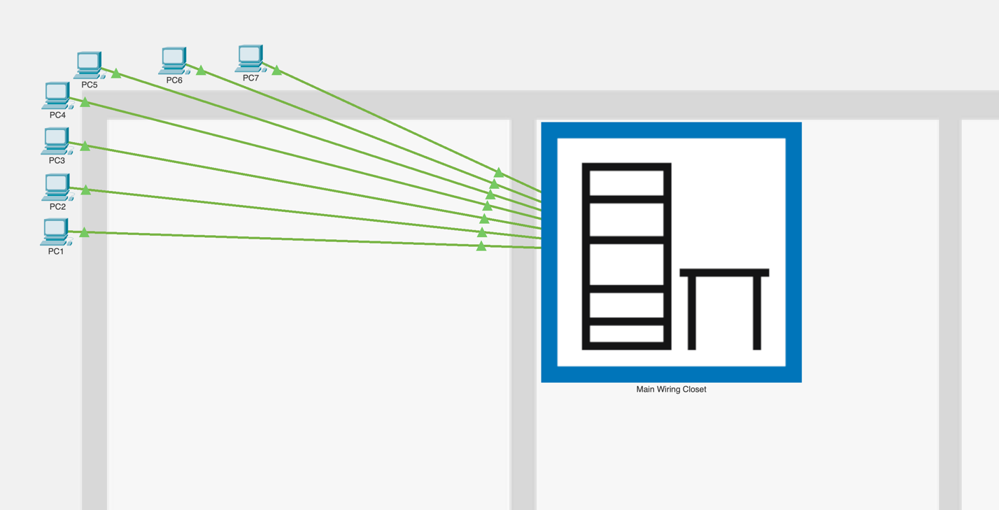 PC5
PC6
PC7
PC4
PC3
PC2
PC1
Main Wiring Closet